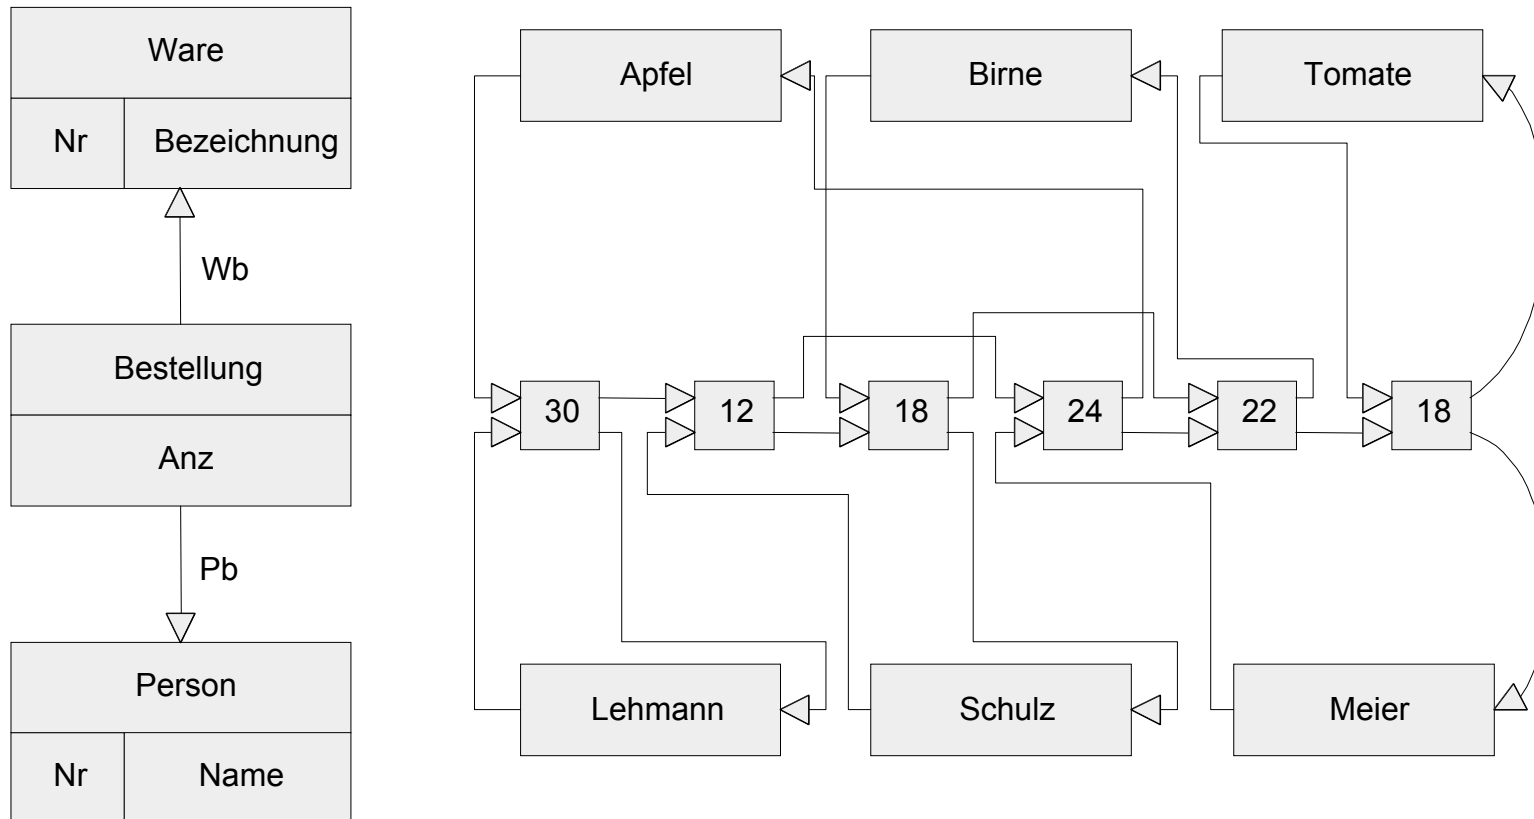 Ware
Nr Bezeichnung
Wb
Bestellung
Anz
Pb
Person
Nr Name
Apfel Birne Tomate
30 12 18 24 22 18
Lehmann Schulz Meier